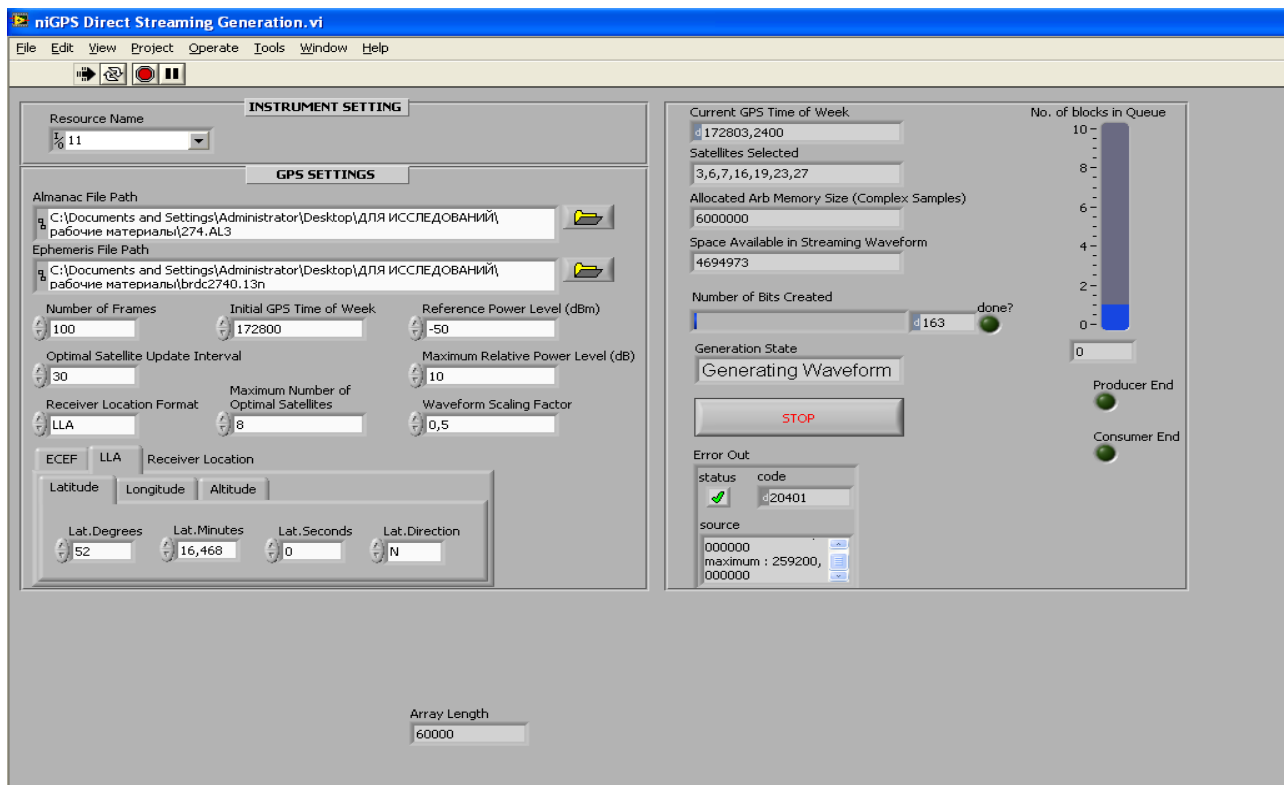 niGPS Direct Streaming Generation.vi
File Edit View Project Operate Tools Window Help
INSTRUMENT SETTING
Resource Name
11
GPS SETTINGS
Almanac File Path
C:\Documents and Settings\Administrator\Desktop\ДЛЯ ИССЛЕДОВАНИЙ\
рабочие материалы\274.AL3
Ephemeris File Path
C:\Documents and Settings\Administrator\Desktop\ДЛЯ ИССЛЕДОВАНИЙ\
рабочие материалы\brdc2740.13n
Number of Frames
100
Initial GPS Time of Week
172800
Reference Power Level (dBm)
-50
Optimal Satellite Update Interval
30
Maximum Relative Power Level (dB)
10
Receiver Location Format
LLA
Maximum Number of
Optimal Satellites
8
Waveform Scaling Factor
0,5
ECEF LLA Receiver Location
Latitude Longitude Altitude
Lat.Degrees
52
Lat.Minutes
16,468
Lat.Seconds
0
Lat.Direction
N
Current GPS Time of Week
d 172803,2400
Satellites Selected
3,6,7,16,19,23,27
Allocated Arb Memory Size (Complex Samples)
6000000
Space Available in Streaming Waveform
4694973
Number of Bits Created
d 163
done?
Generation State
Generating Waveform
STOP
Error Out
status code
d 20401
source
000000
maximum : 259200,
000000
No. of blocks in Queue
10
8
6
4
2
0
0
Producer End
Consumer End
Array Length
60000